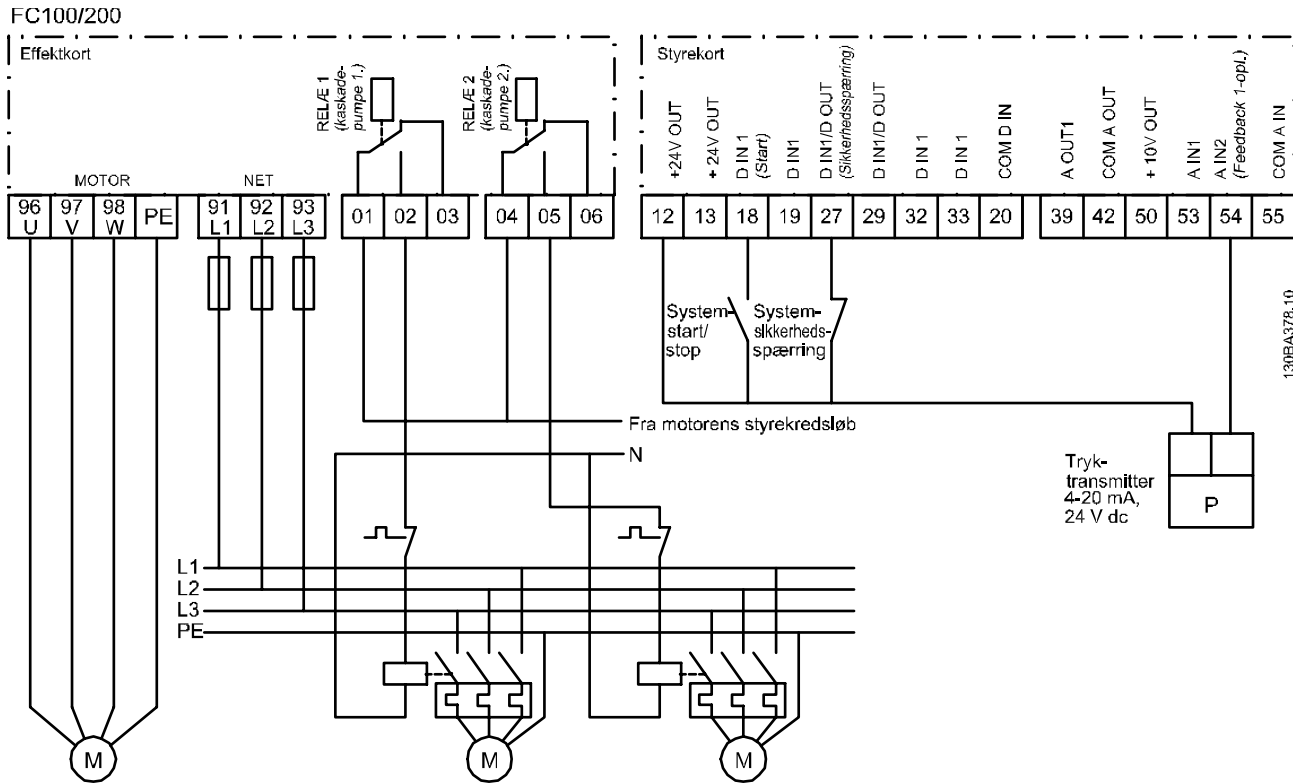 FC100/200
Effektkort
RELÆ 1
(kaskade-
pumpe 1.)
RELÆ 2
(kaskade-
pumpe 2.)
MOTOR
NET
96
U
97
V
98
W
PE
91
L1
92
L2
93
L3
01
02
03
04
05
06
Styrekort
+24V OUT
+ 24V OUT
D IN 1
(Start)
D IN1
D IN1/D OUT
(Sikkerhedsspærring)
D IN1/D OUT
D IN 1
D IN 1
COM D IN
A OUT1
COM A OUT
+ 10V OUT
A IN1
A IN2
(Feedback 1-opl.)
COM A IN
12
13
18
19
27
29
32
33
20
39
42
50
53
54
55
System-
start/
stop
System-
sikkerheds-
spærring
130BA378.10
Fra motorens styrekredsløb
N
Tryk-
transmitter
4-20 mA,
24 V dc
P
L1
L2
L3
PE
M
M
M